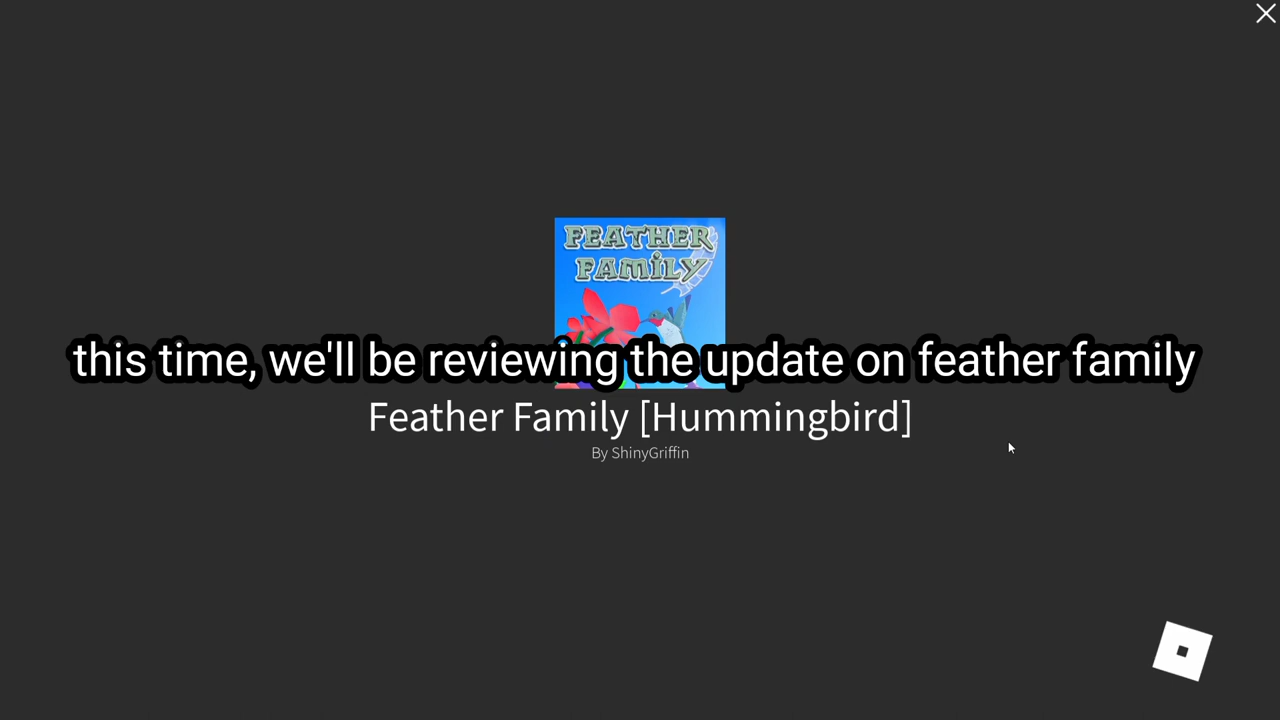 FEATHER
FAMILY
this time, we'll be reviewing the update on feather family
Feather Family [Hummingbird]
By ShinyGriffin